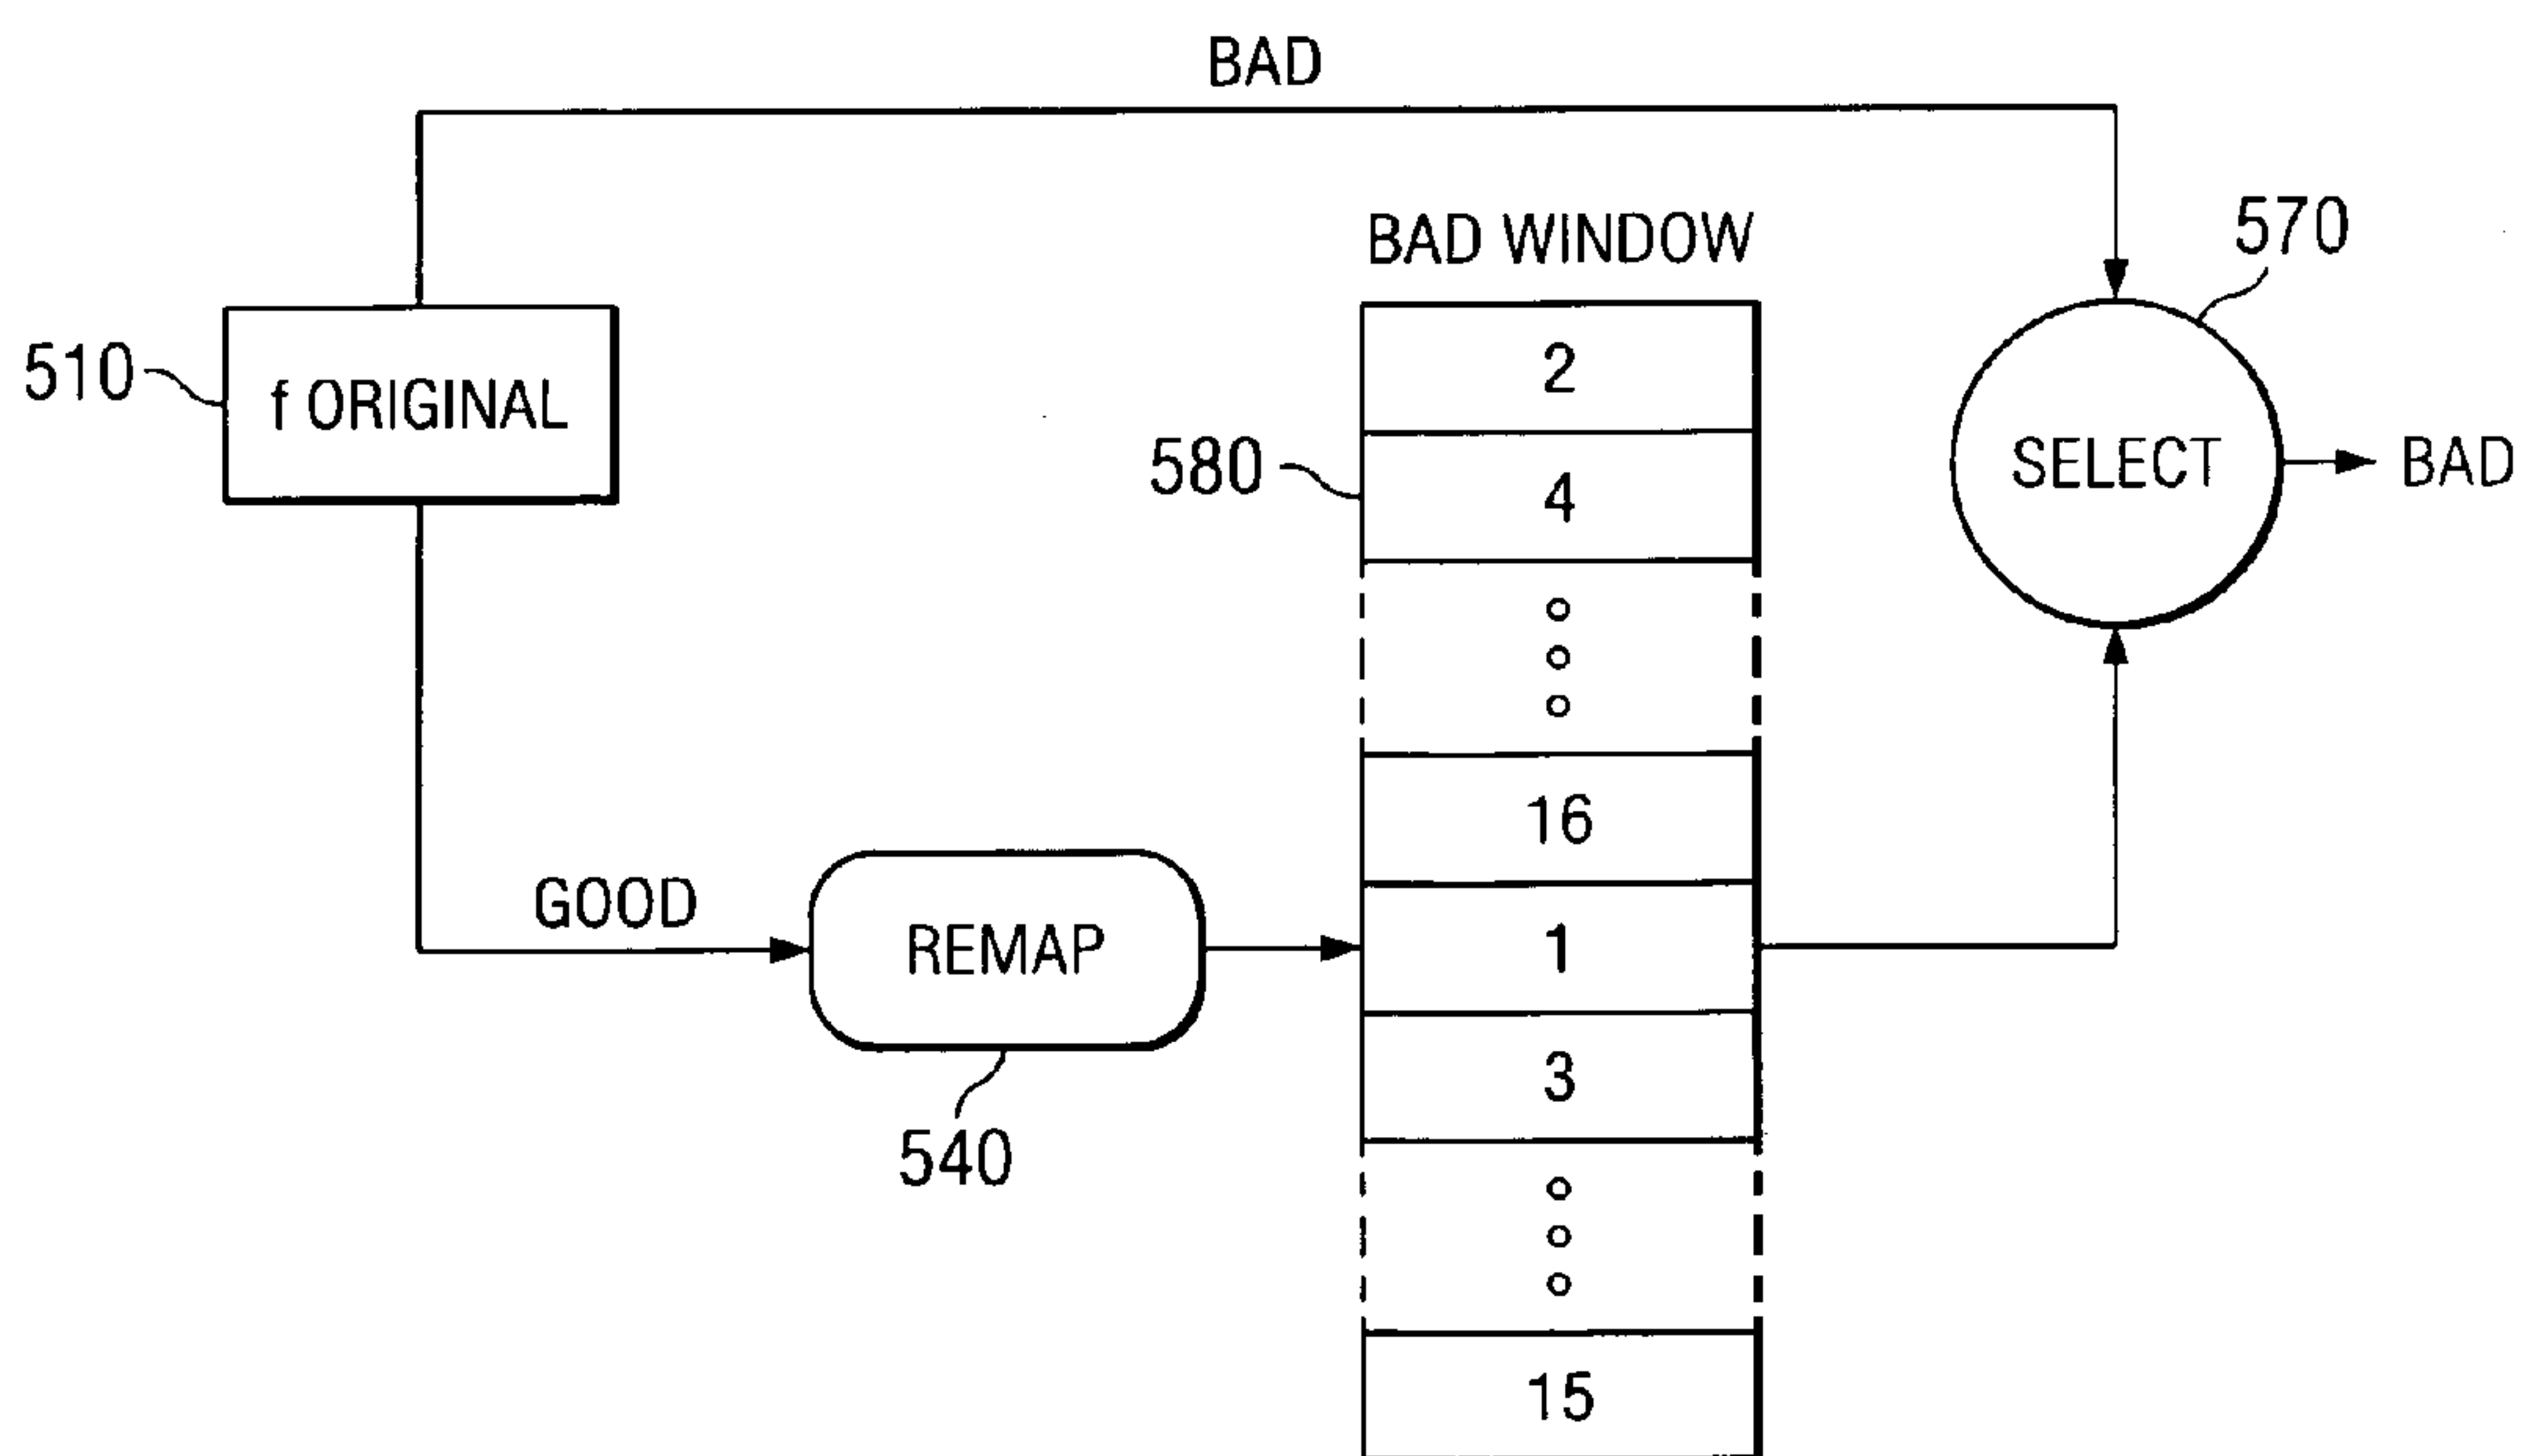 BAD
BAD WINDOW
570
510
f ORIGINAL
2
580
4
SELECT
BAD
16
GOOD
REMAP
1
3
540
15